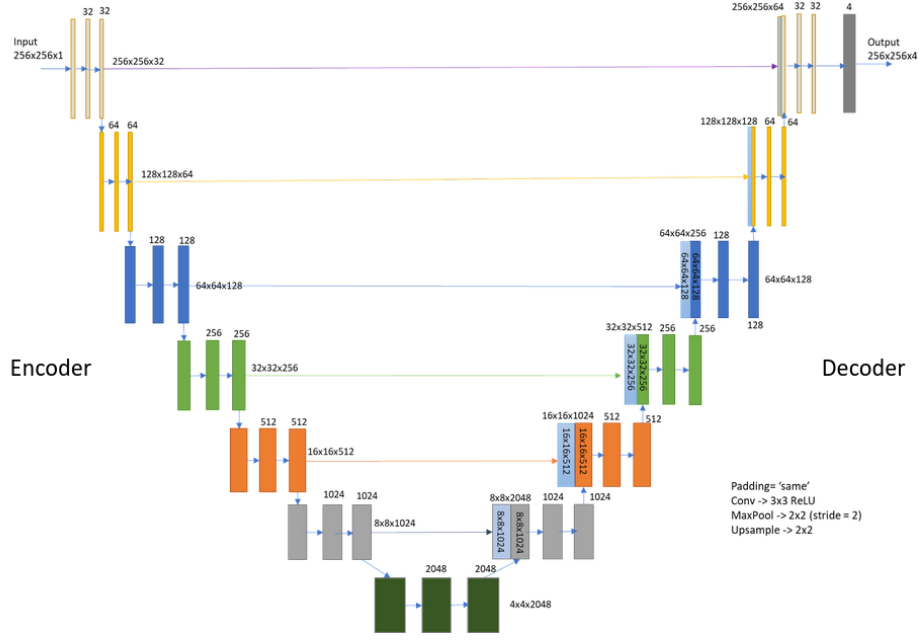 32
32
Input
256x256x1
256x256x32
256x256x64
32
32
4
Output
256x256x4
64
64
128x128x64
128x128x128
64
64
128
128
64x64x128
64x64x256
128
64x64x128
64x64x128
64x64x128
128
Encoder
256
256
32x32x256
32x32x512
256
256
32x32x256
32x32x256
Decoder
512
512
16x16x512
16x16x1024
512
512
16x16x512
16x16x512
1024
1024
8x8x1024
8x8x2048
1024
1024
8x8x1024
8x8x1024
2048
2048
4x4x2048
Padding= ‘same’
Conv -> 3x3 ReLU
MaxPool -> 2x2 (stride = 2)
Upsample -> 2x2